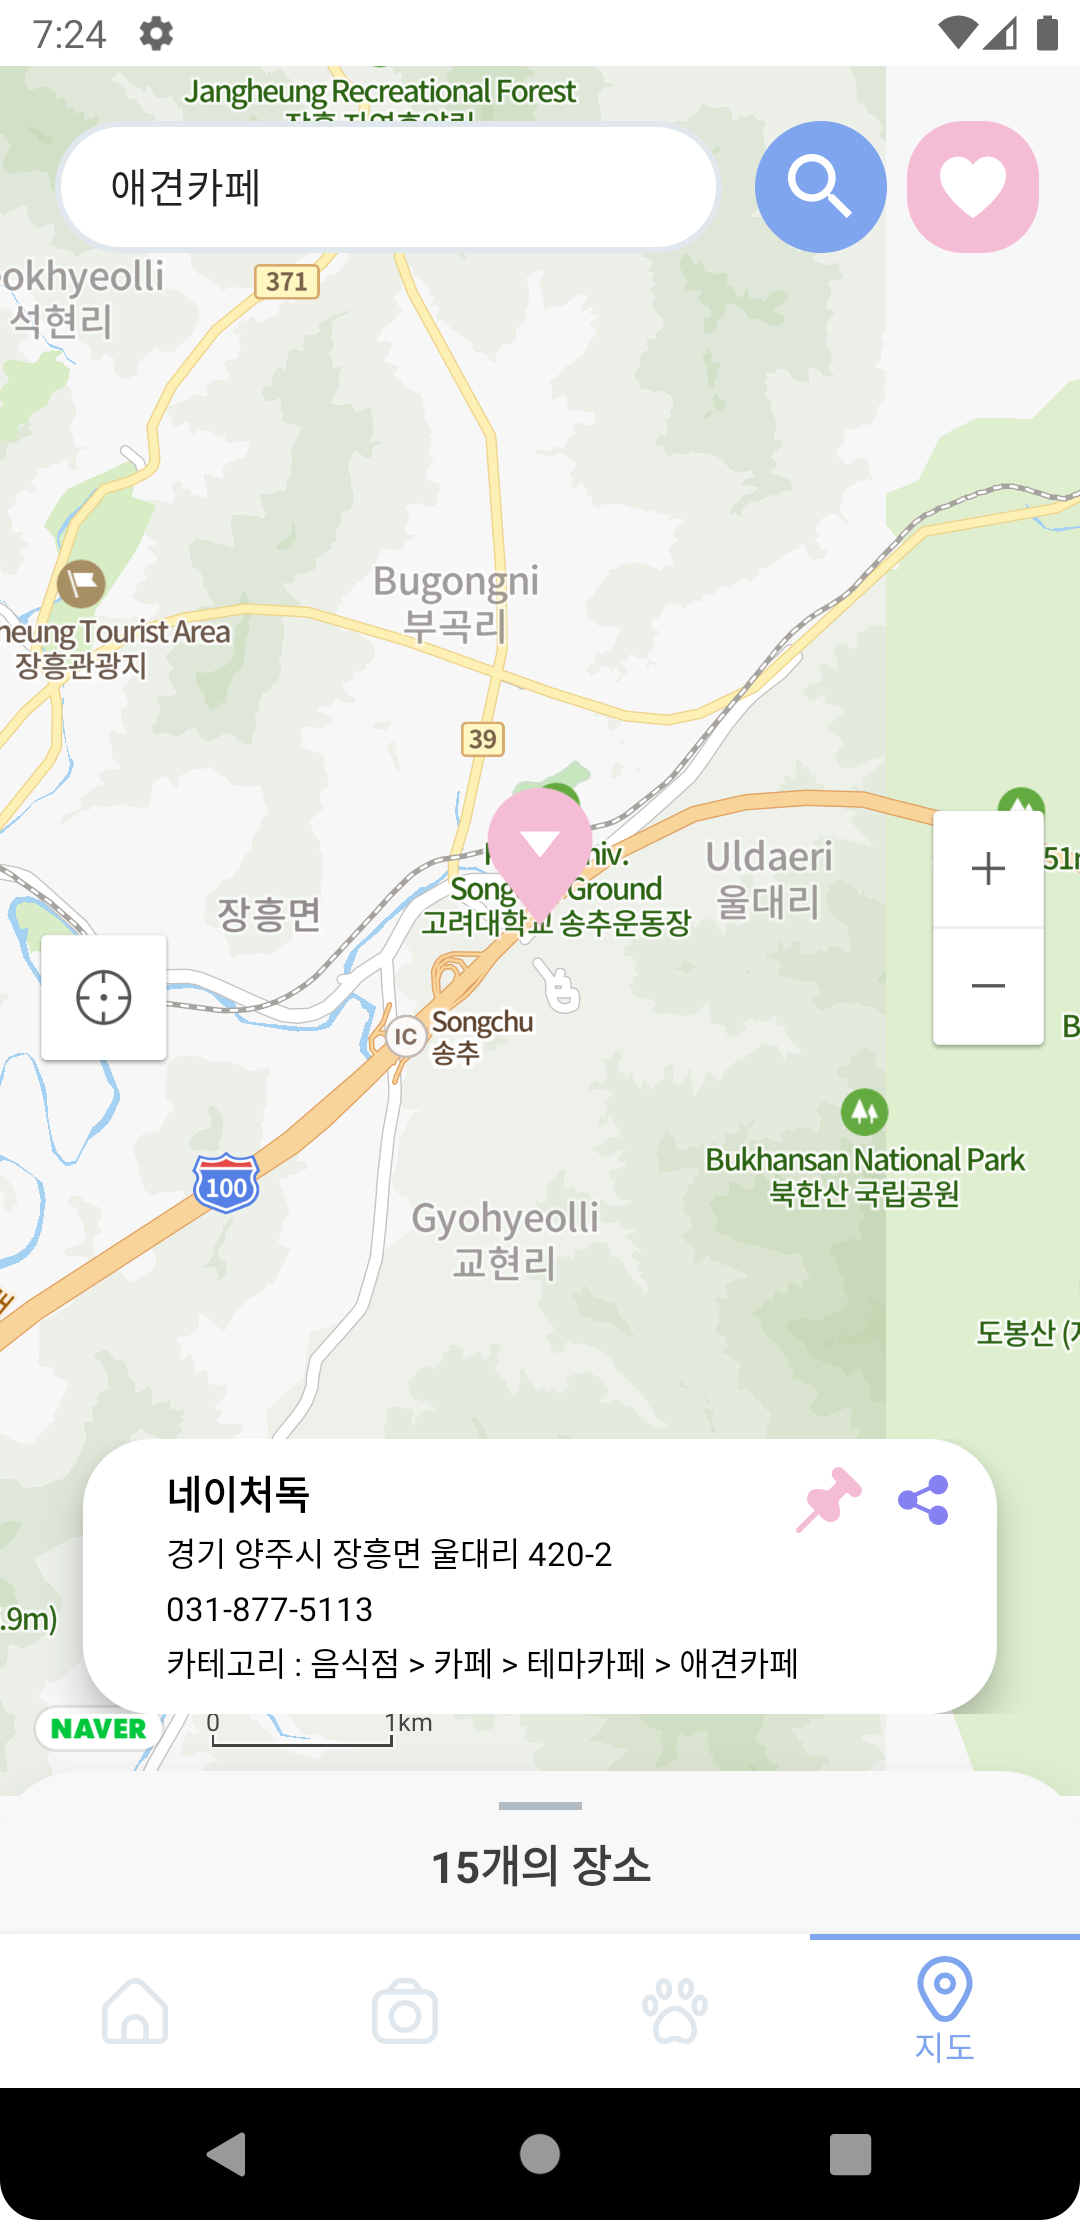 7:24
Jangheung Recreational Forest
애견카페
okhyeolli
석현리
371
Bugongni
부곡리
heung Tourist Area
장흥관광지
39
niv.
Ground
고려대학교 송추운동장
Uldaeri
울대리
장흥면
Songchu
송추
IC
Bukhansan National Park
북한산 국립공원
100
Gyohyeolli
교현리
도봉산
네이처독
경기 양주시 장흥면 울대리 420-2
031-877-5113
카테고리 : 음식점 > 카페 > 테마카페 > 애견카페
.9m)
NAVER
0 1km
15개의 장소
지도